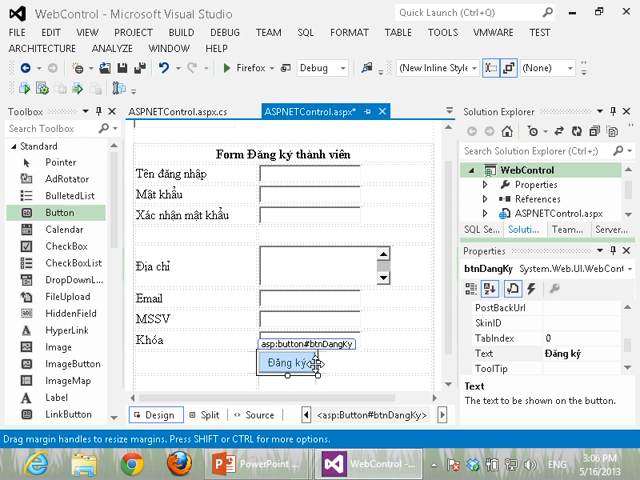 WebControl - Microsoft Visual Studio
Quick Launch (Ctrl+Q)
FILE EDIT VIEW PROJECT BUILD DEBUG TEAM SQL FORMAT TABLE TOOLS VMWARE TEST
ARCHITECTURE ANALYZE WINDOW HELP
Firefox Debug (New Inline Style (None)
Toolbox
Search Toolbox
Standard
Pointer
AdRotator
BulletedList
Button
Calendar
CheckBox
CheckBoxList
DropDownL...
FileUpload
HiddenField
HyperLink
Image
ImageButton
ImageMap
Label
LinkButton
ASPNETControl.aspx.cs
ASPNETControl.aspx*
Form Đăng ký thành viên
Tên đăng nhập
Mật khẩu
Xác nhận mật khẩu
Địa chỉ
Email
MSSV
Khóa
asp:button#btnDangKy
Đăng ký
Design Split Source
<asp:Button#btnDangKy>
Solution Explorer
Search Solution Explorer (Ctrl+;)
WebControl
Properties
References
ASPNETControl.aspx
SQL Se... Solut... Team... Server...
Properties
btnDangKy System.Web.UI.WebCont
PostBackUrl
SkinID
TabIndex 0
Text Đăng ký
ToolTip
Text
The text to be shown on the button.
Drag margin handles to resize margins. Press SHIFT or CTRL for more options.
PowerPoint ...
WebControl -...
ENG
3:06 PM
5/16/2013